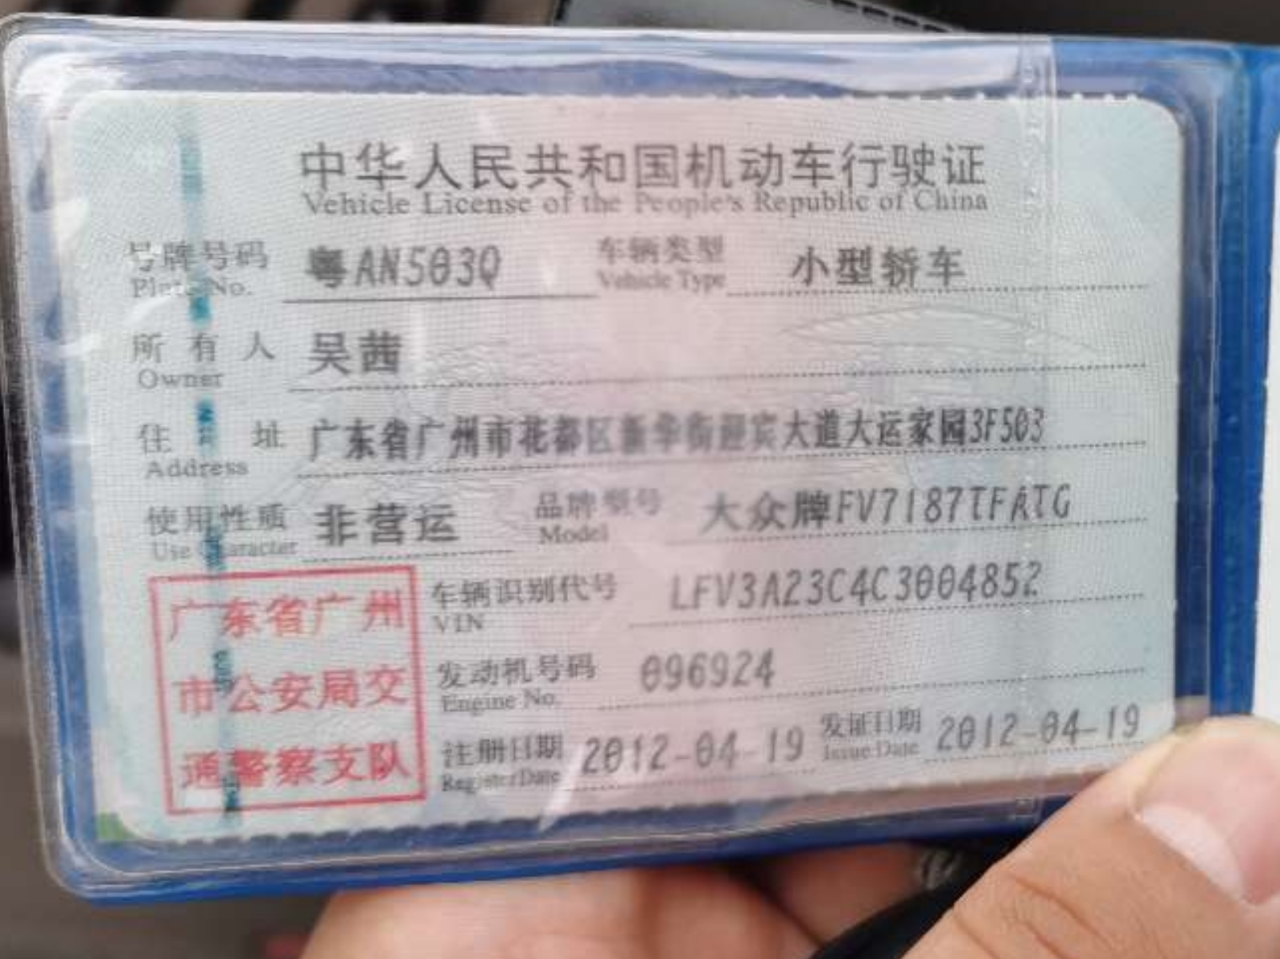 中华人民共和国机动车行驶证
Vehicle License of the People's Republic of China
号牌号码 粤AN503Q 车辆类型 小型轿车
Plate No. Vehicle Type
所有人 吴茜
Owner
住址 广东省广州市花都区新华街迎宾大道大运家园3F503
Address
使用性质 非营运 品牌型号 大众牌FV7187TFATG
Use Character Model
车辆识别代号 LFV3A23C4C3004852
VIN
发动机号码 096924
Engine No.
注册日期 2012-04-19 发证日期 2012-04-19
Register Date Issue Date
广东省广州
市公安局交
通警察支队